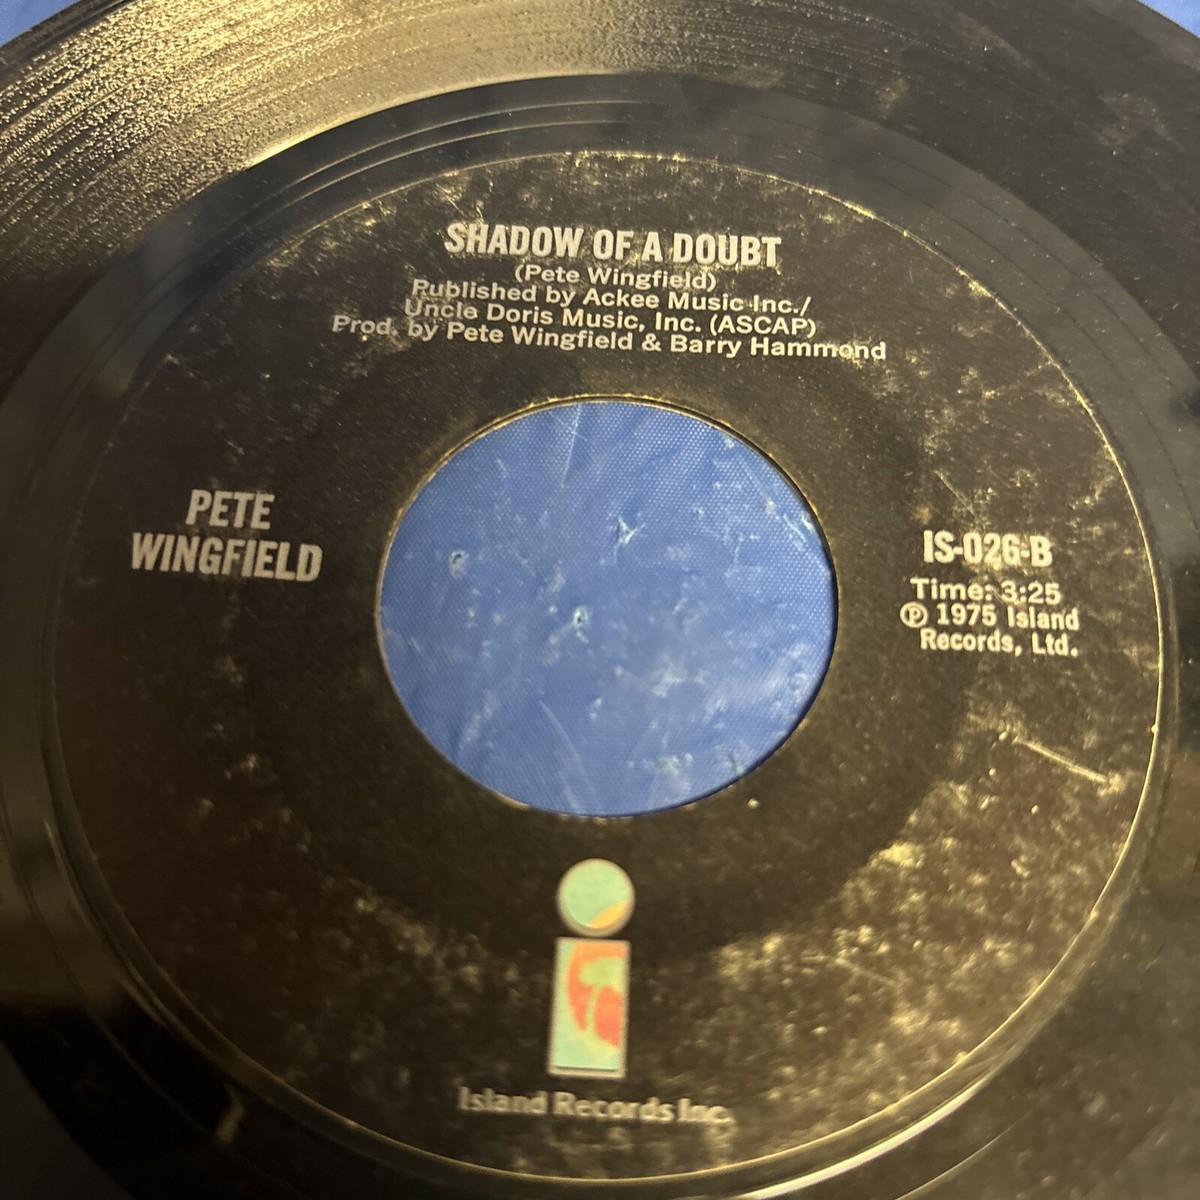 SHADOW OF A DOUBT
(Pete Wingfield)
Published by Ackee Music Inc./
Uncle Doris Music, Inc. (ASCAP)
Prod. by Pete Wingfield & Barry Hammond
PETE
WINGFIELD
IS-026-B
Time: 3:25
℗ 1975 Island
Records, Ltd.
i
Island Records Inc.